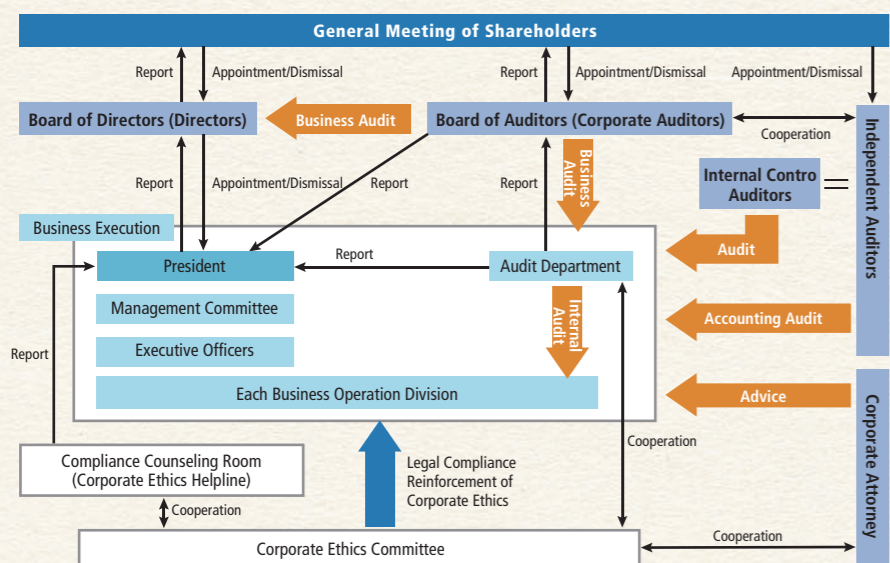 General Meeting of Shareholders
Report
Appointment/Dismissal
Report
Appointment/Dismissal
Appointment/Dismissal
Board of Directors (Directors)
Business Audit
Board of Auditors (Corporate Auditors)
Cooperation
Independent Auditors
Report
Appointment/Dismissal
Report
Report
Business
Audit
Internal Contro
Auditors
Business Execution
President
Report
Audit Department
Audit
Management Committee
Internal
Audit
Accounting Audit
Executive Officers
Report
Each Business Operation Division
Advice
Corporate Attorney
Cooperation
Compliance Counseling Room
(Corporate Ethics Helpline)
Legal Compliance
Reinforcement of
Corporate Ethics
Cooperation
Corporate Ethics Committee
Cooperation